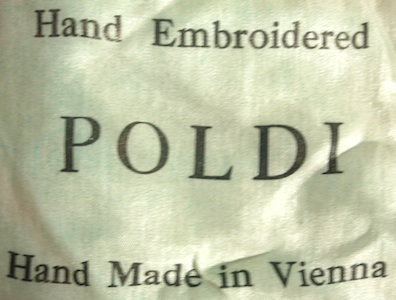 Hand Embroidered
POLDI
Hand Made in Vienna